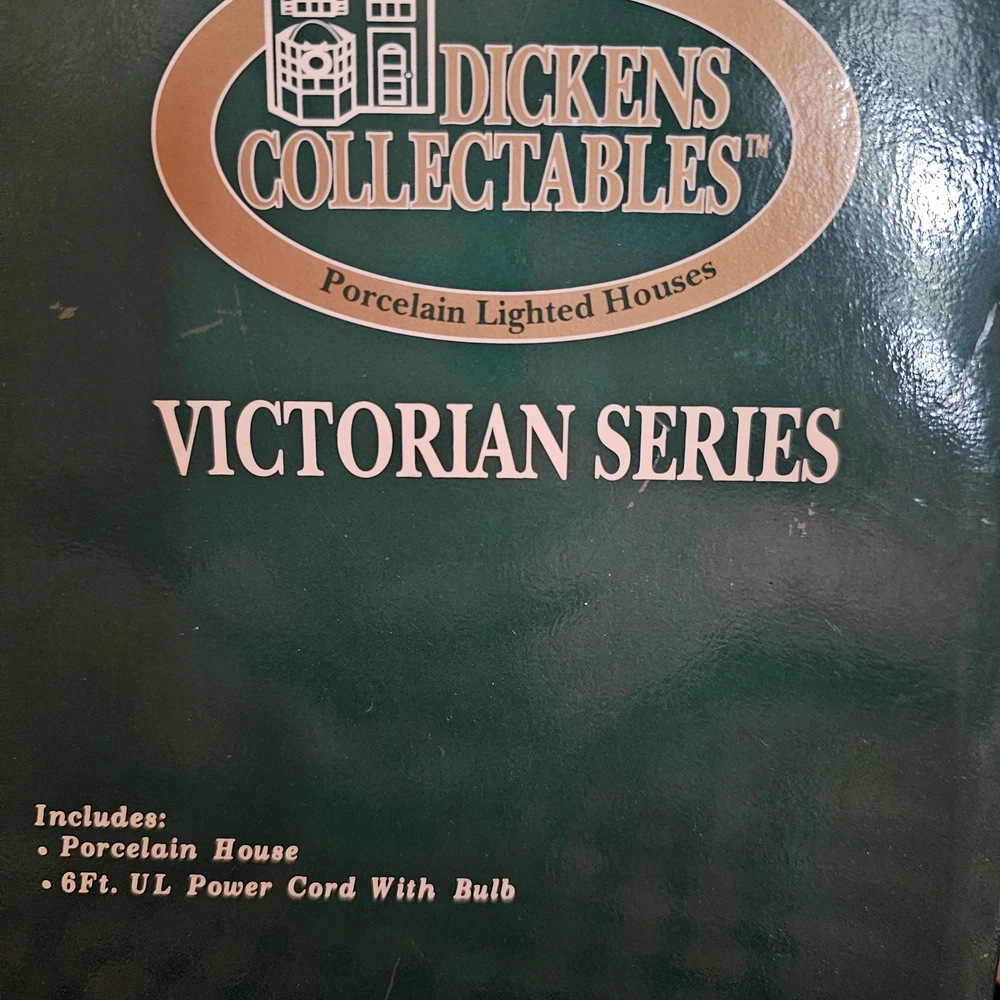 DICKENS
COLLECTABLES™
Porcelain Lighted Houses
VICTORIAN SERIES
Includes:
• Porcelain House
• 6Ft. UL Power Cord With Bulb